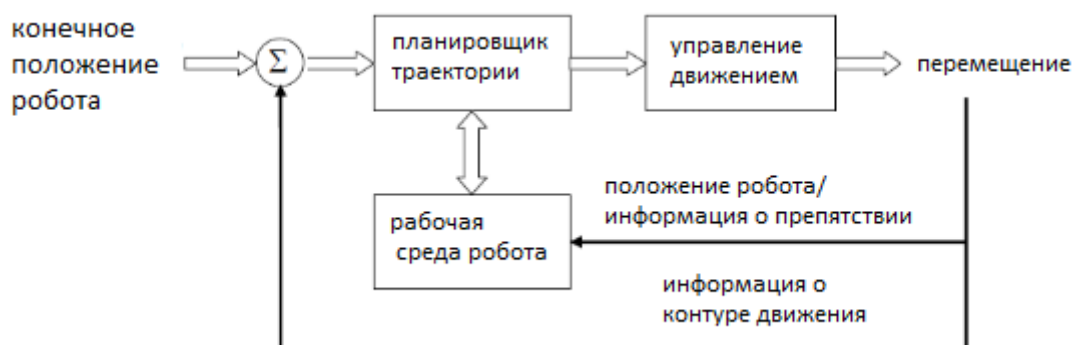 конечное
положение
робота
Σ
планировщик
траектории
управление
движением
перемещение
рабочая
среда робота
положение робота/
информация о препятствии
информация о
контуре движения